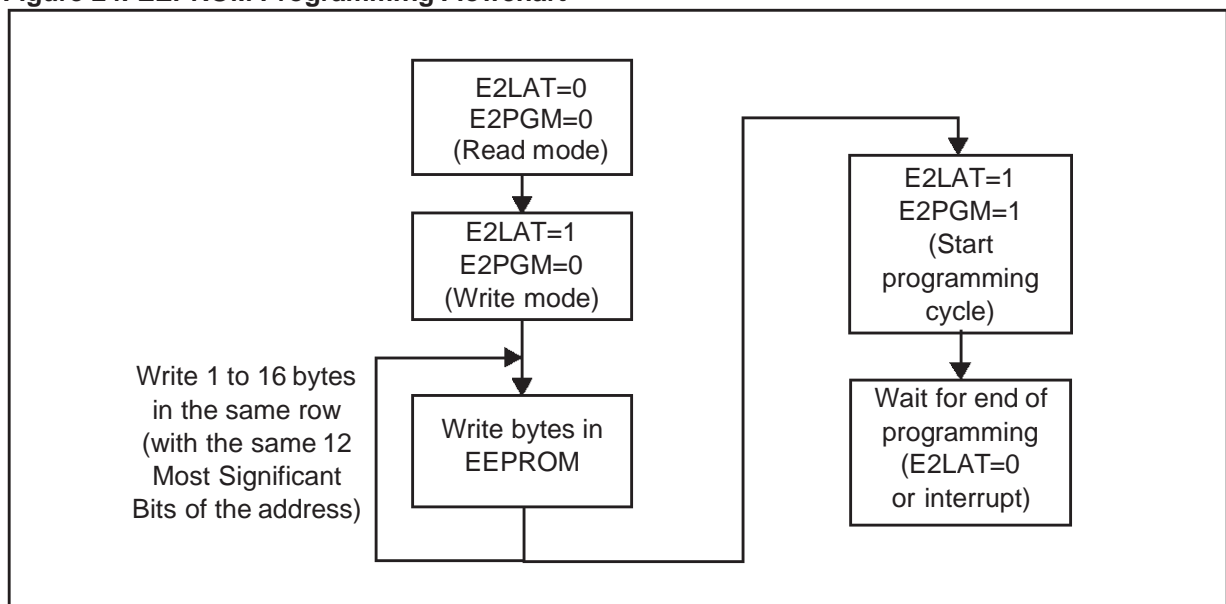 E2LAT=0
E2PGM=0
(Read mode)
E2LAT=1
E2PGM=0
(Write mode)
Write 1 to 16 bytes
in the same row
(with the same 12
Most Significant
Bits of the address)
Write bytes in
EEPROM
E2LAT=1
E2PGM=1
(Start
programming
cycle)
Wait for end of
programming
(E2LAT=0
or interrupt)